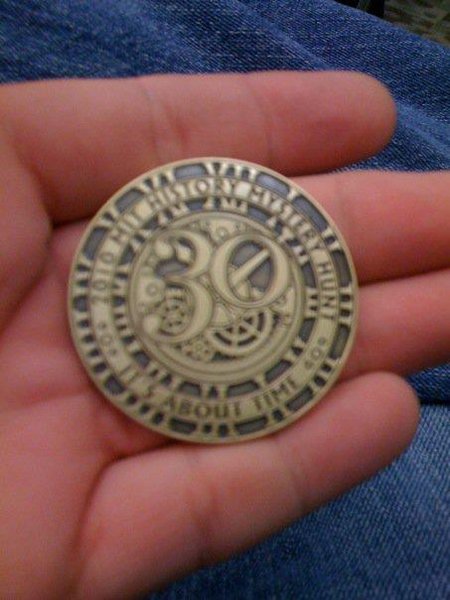 2010 MIT HISTORY MYSTERY HUNT
30
IT'S ABOUT TIME